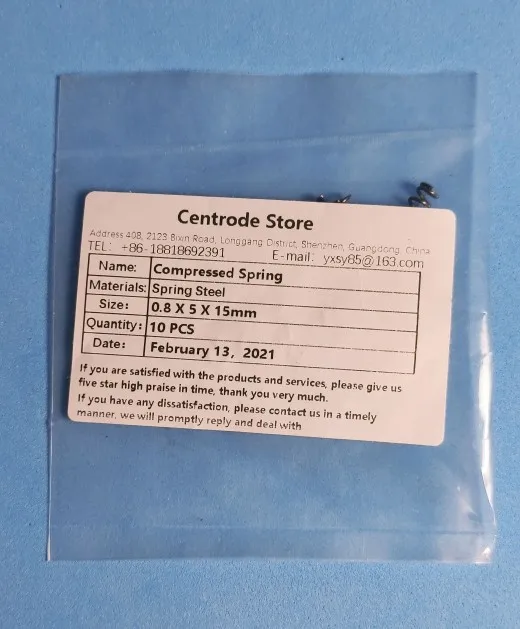 Centrode Store
Address 408, 2123 Bixin Road, Longgang District, Shenzhen, Guangdong, China
TEL: +86-18818692391 E-mail: yxsy85@163.com
Name: Compressed Spring
Materials: Spring Steel
Size: 0.8 X 5 X 15mm
Quantity: 10 PCS
Date: February 13, 2021
If you are satisfied with the products and services, please give us
five star high praise in time, thank you very much.
If you have any dissatisfaction, please contact us in a timely
manner, we will promptly reply and deal with